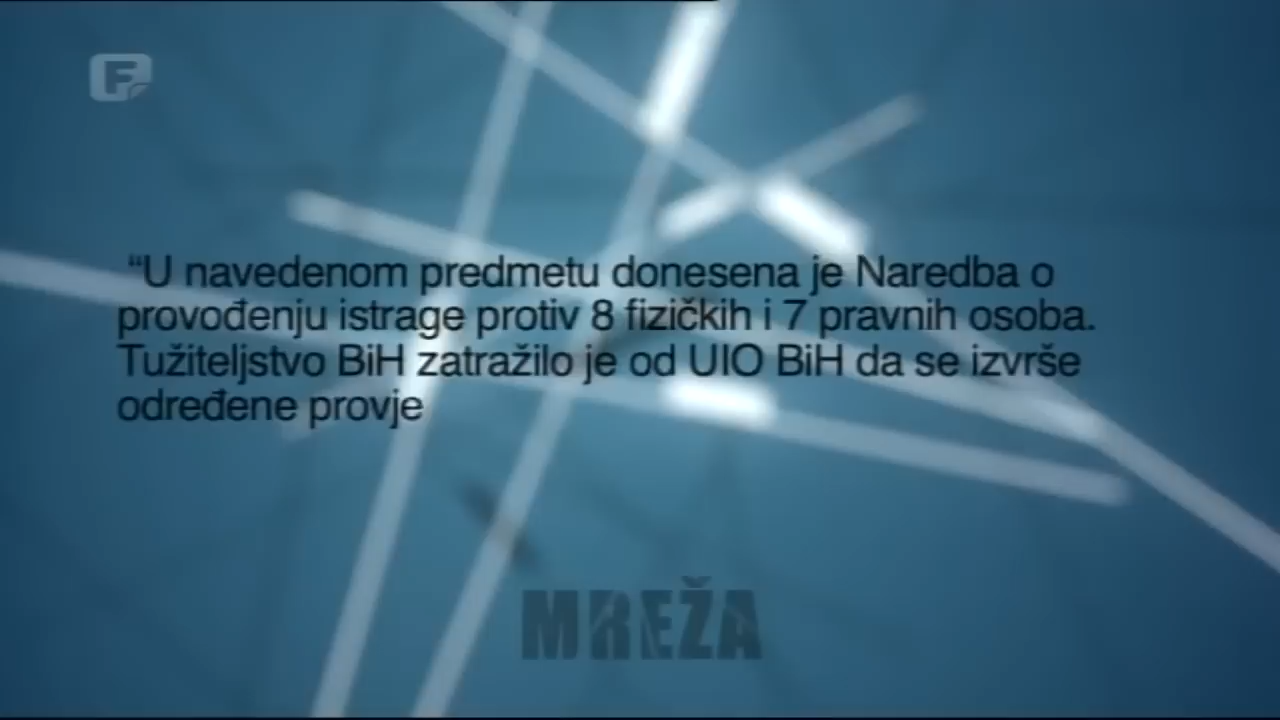 F
“U navedenom predmetu donesena je Naredba o
provođenju istrage protiv 8 fizičkih i 7 pravnih osoba.
Tužiteljstvo BiH zatražilo je od UIO BiH da se izvrše
određene provje
MREŽA